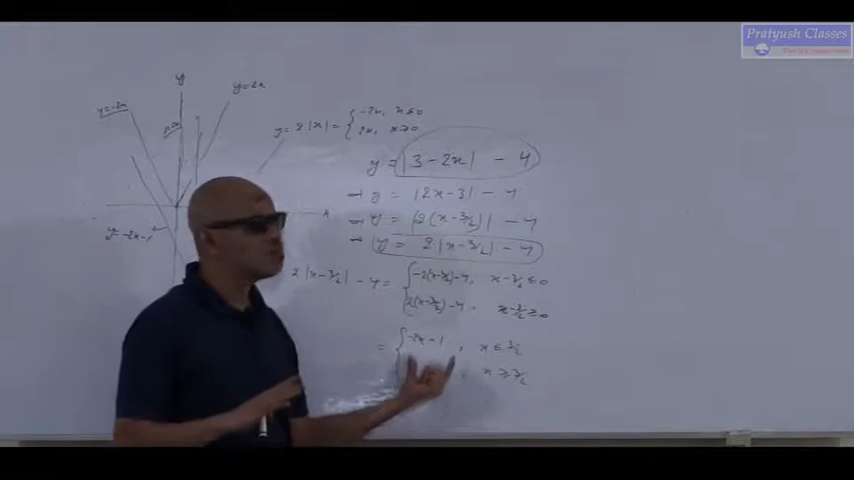 Pratyush Classes
y
y=-2x
y=2x
y = 2|x| = { -2x, x≤0
2x, x≥0
y = |3-2x| - 4
→ y = |2x-3| - 4
→ y = |2(x-3/2)| - 4
→ y = 2|x-3/2| - 4
x
y=-2x-1
2|x-3/2| - 4 = { -2(x-3/2)-4, x-3/2≤0
2(x-3/2)-4, x-3/2≥0
= { -2x-1, x≤3/2
, x≥3/2